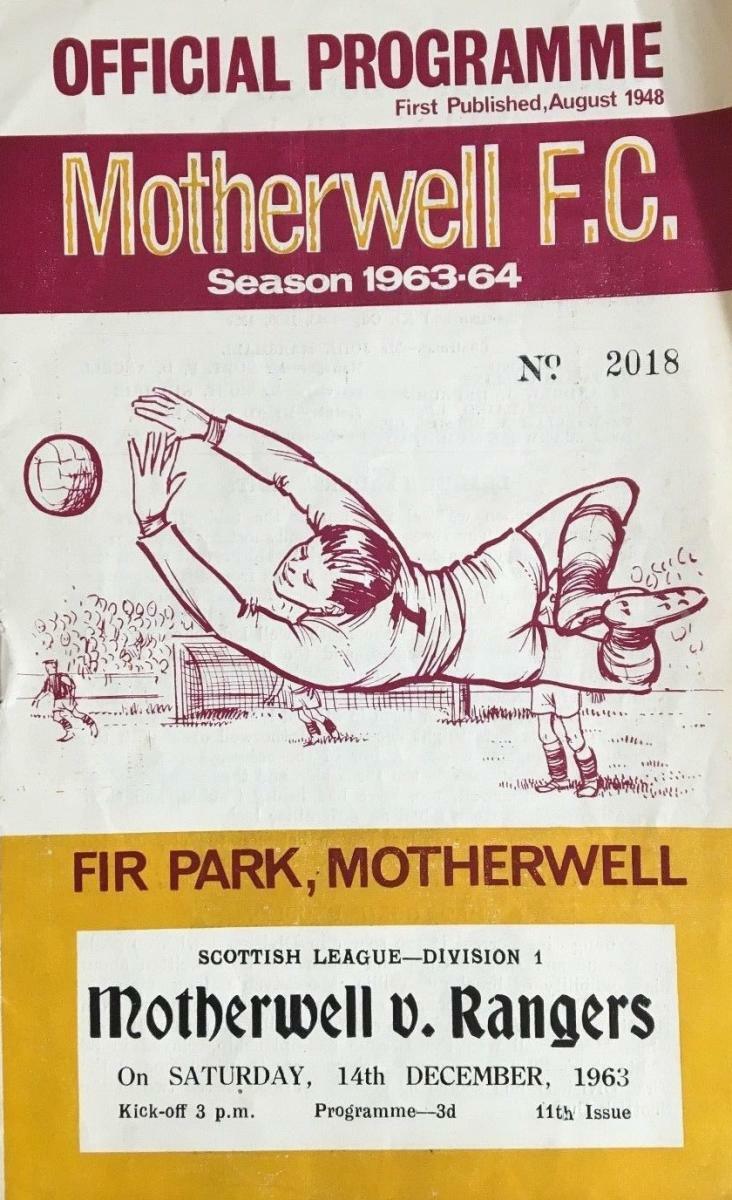 OFFICIAL PROGRAMME
First Published, August 1948
Motherwell F.C.
Season 1963-64
Nº 2018
1
FIR PARK, MOTHERWELL
SCOTTISH LEAGUE—DIVISION 1
Motherwell v. Rangers
On SATURDAY, 14th DECEMBER, 1963
Kick-off 3 p.m. Programme—3d 11th Issue